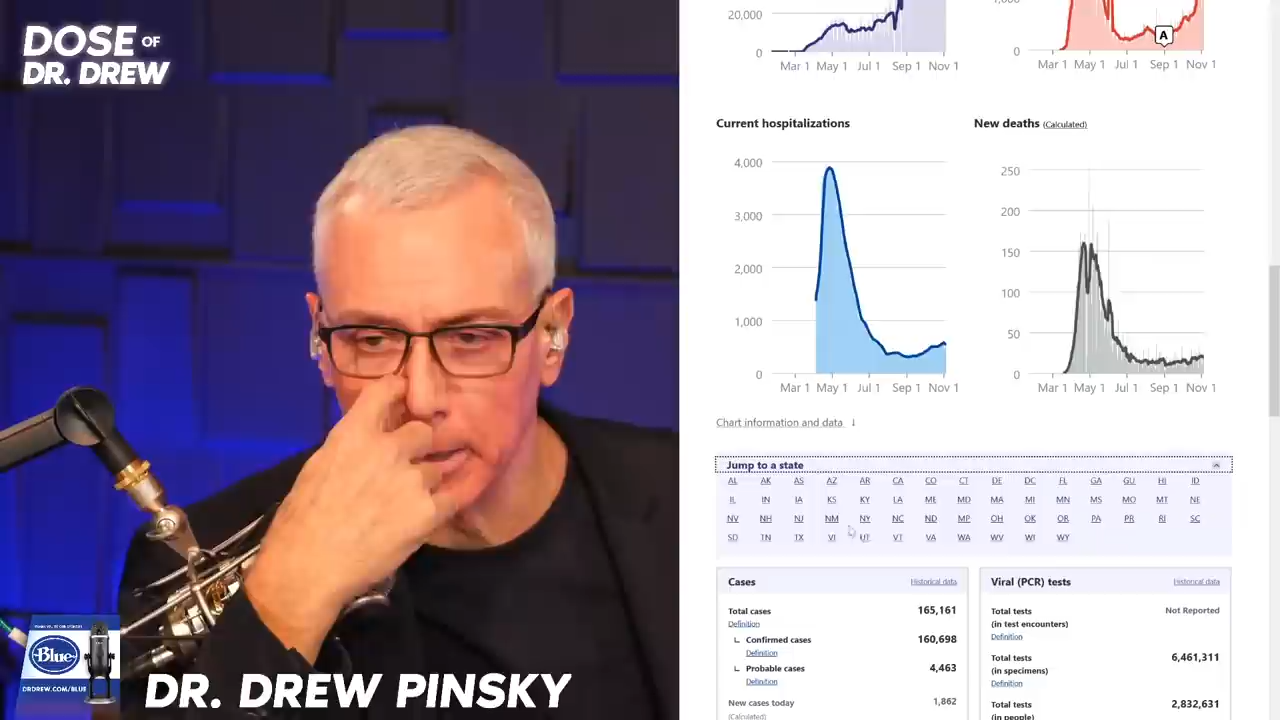 DOSE OF
DR. DREW
20,000
0
Mar 1 May 1 Jul 1 Sep 1 Nov 1
0
A
Mar 1 May 1 Jul 1 Sep 1 Nov 1
Current hospitalizations
4,000
3,000
2,000
1,000
0
Mar 1 May 1 Jul 1 Sep 1 Nov 1
New deaths (Calculated)
250
200
150
100
50
0
Mar 1 May 1 Jul 1 Sep 1 Nov 1
Chart information and data ↓
Jump to a state
AL AK AS AZ AR CA CO CT DE DC FL GA GU HI ID
IL IN IA KS KY LA ME MD MA MI MN MS MO MT NE
NV NH NJ NM NY NC ND MP OH OK OR PA PR RI SC
SD TN TX VI UT VT VA WA WV WI WY
Cases
Historical data
Total cases 165,161
Definition
Confirmed cases 160,698
Definition
Probable cases 4,463
Definition
New cases today 1,862
(Calculated)
Viral (PCR) tests
Historical data
Total tests Not Reported
(in test encounters)
Definition
Total tests 6,461,311
(in specimens)
Definition
Total tests 2,832,631
(in people)
Blue
DRDREW.COM/BLUE
DR. DREW PINSKY